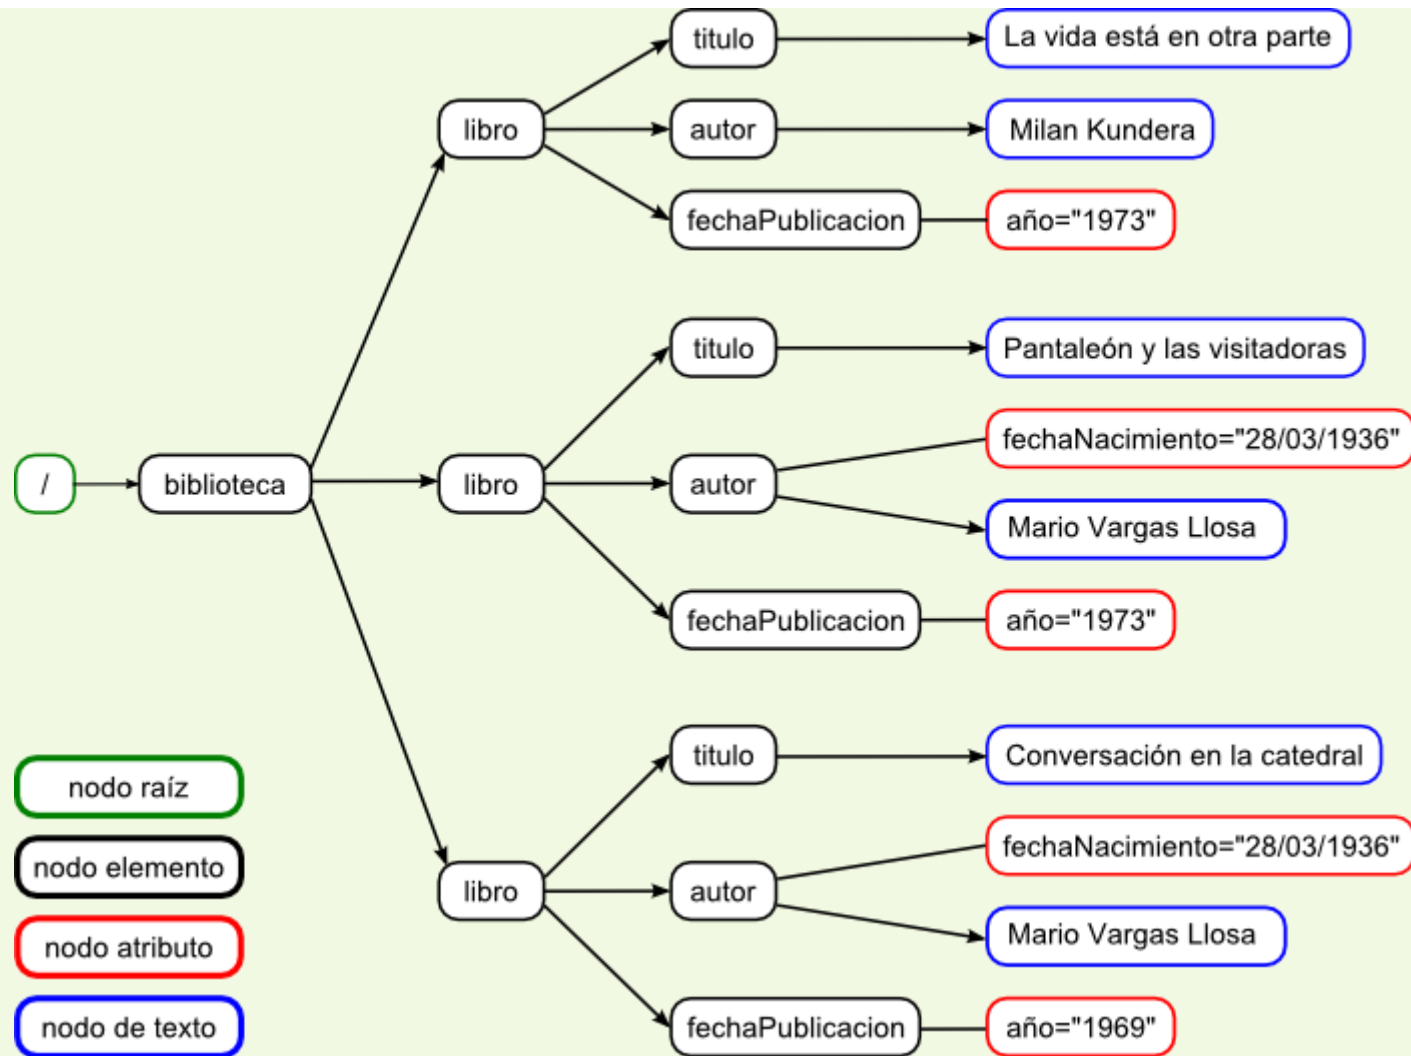 titulo
La vida está en otra parte
libro
autor
Milan Kundera
fechaPublicacion
año="1973"
titulo
Pantaleón y las visitadoras
fechaNacimiento="28/03/1936"
/
biblioteca
libro
autor
Mario Vargas Llosa
fechaPublicacion
año="1973"
titulo
Conversación en la catedral
fechaNacimiento="28/03/1936"
libro
autor
Mario Vargas Llosa
fechaPublicacion
año="1969"
nodo raíz
nodo elemento
nodo atributo
nodo de texto